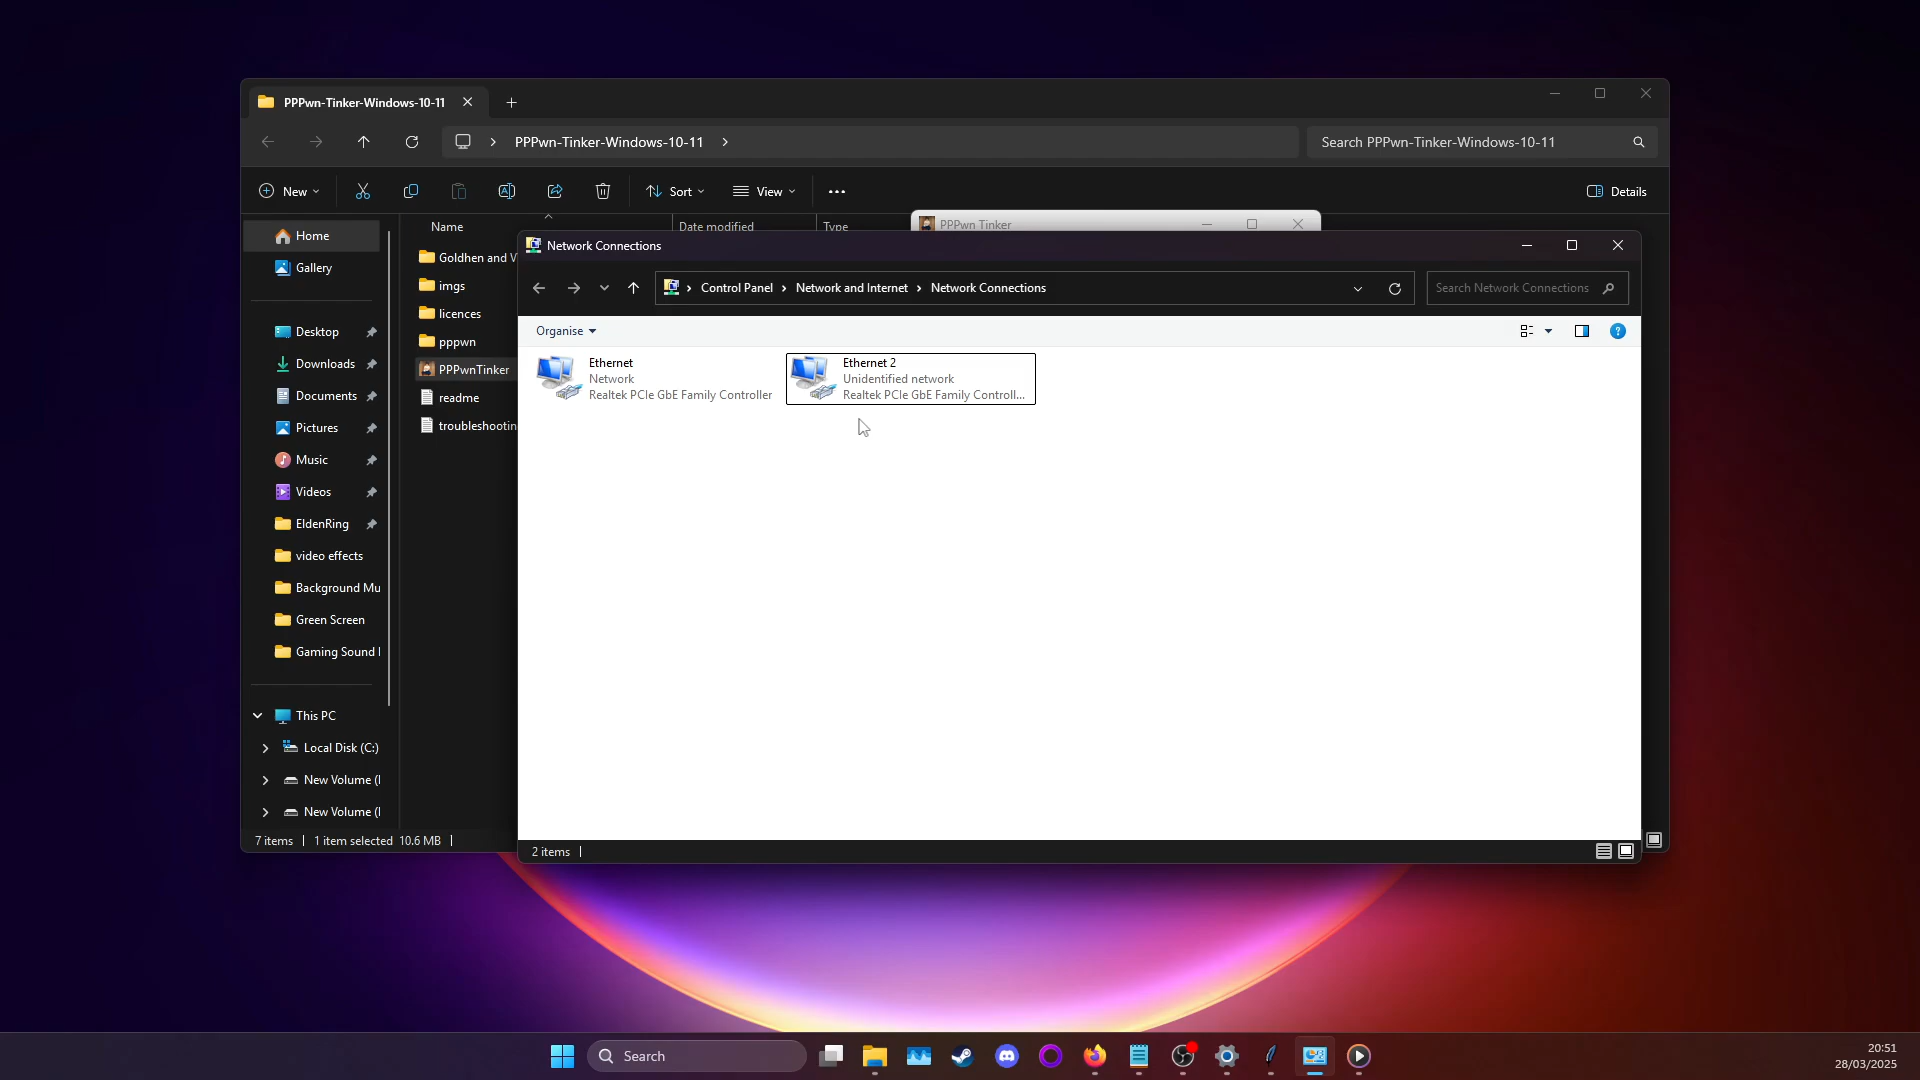 PPPwn-Tinker-Windows-10-11
PPPwn-Tinker-Windows-10-11
Search PPPwn-Tinker-Windows-10-11
New
Sort
View
Details
Home
Gallery
Desktop
Downloads
Documents
Pictures
Music
Videos
EldenRing
video effects
Background Mu
Green Screen
Gaming Sound
This PC
Local Disk (C:)
New Volume (
New Volume (
7 items
1 item selected 10.6 MB
Name
Date modified
Type
Goldhen and V
imgs
licences
pppwn
PPPwnTinker
readme
troubleshootin
PPPwn Tinker
Network Connections
Control Panel
Network and Internet
Network Connections
Search Network Connections
Organise
Ethernet
Network
Realtek PCIe GbE Family Controller
Ethernet 2
Unidentified network
Realtek PCIe GbE Family Controll...
2 items
Search
20:51
28/03/2025